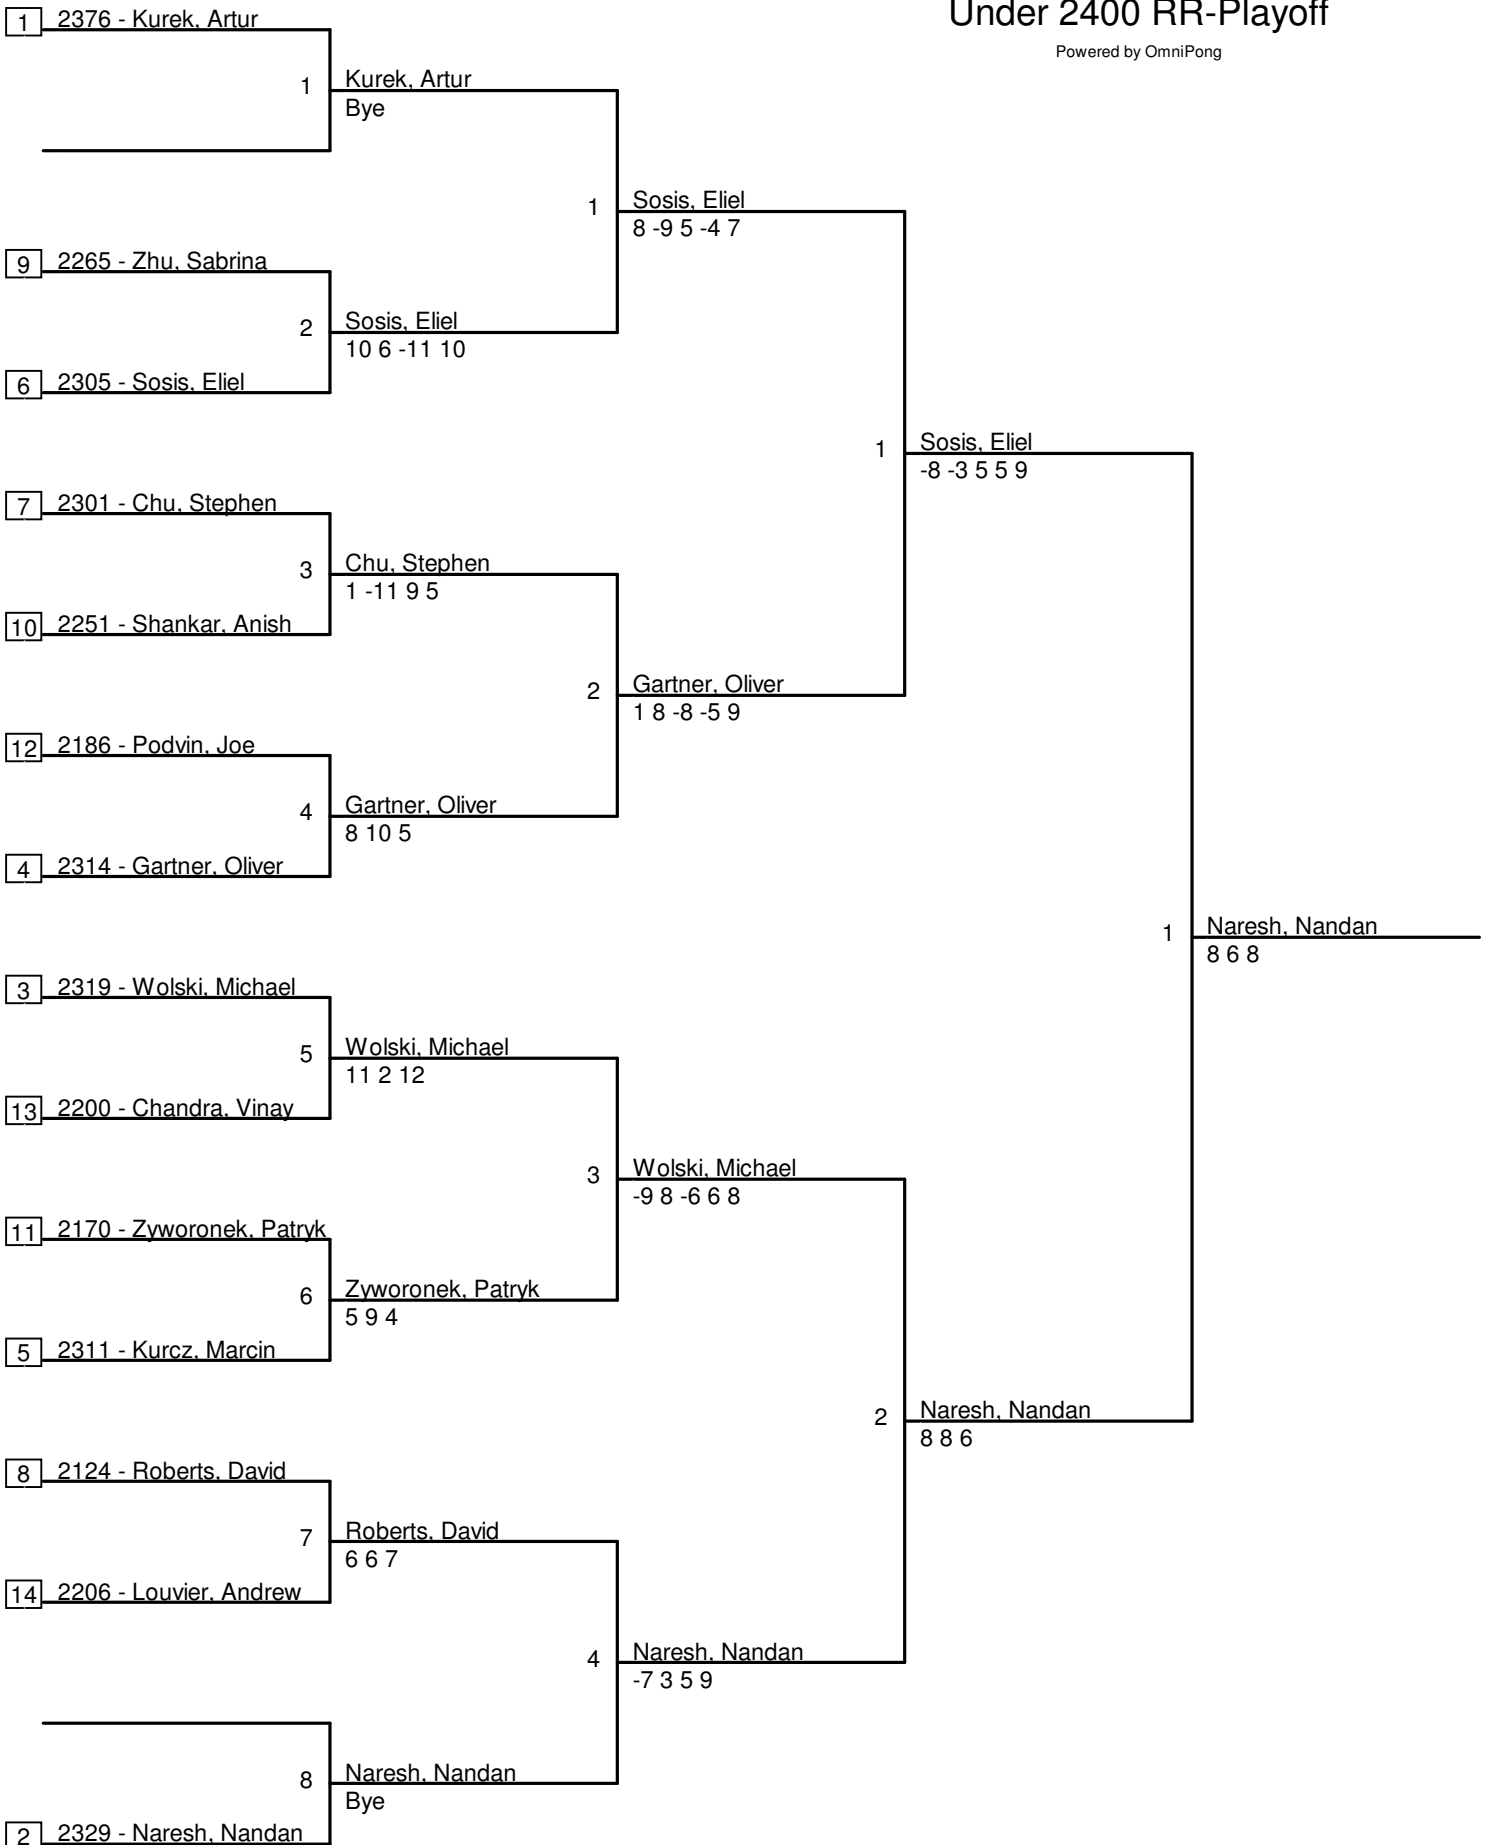 Under 2400 RR-Playoff
Powered by OmniPong
1 2376 - Kurek, Artur
1 Kurek, Artur
Bye
1 Sosis, Eliel
8 -9 5 -4 7
9 2265 - Zhu, Sabrina
2 Sosis, Eliel
10 6 -11 10
6 2305 - Sosis, Eliel
1 Sosis, Eliel
-8 -3 5 5 9
7 2301 - Chu, Stephen
3 Chu, Stephen
1 -11 9 5
10 2251 - Shankar, Anish
2 Gartner, Oliver
1 8 -8 -5 9
12 2186 - Podvin, Joe
4 Gartner, Oliver
8 10 5
4 2314 - Gartner, Oliver
1 Naresh, Nandan
8 6 8
3 2319 - Wolski, Michael
5 Wolski, Michael
11 2 12
13 2200 - Chandra, Vinay
3 Wolski, Michael
-9 8 -6 6 8
11 2170 - Zyworonek, Patryk
6 Zyworonek, Patryk
5 9 4
5 2311 - Kurcz, Marcin
2 Naresh, Nandan
8 8 6
8 2124 - Roberts, David
7 Roberts, David
6 6 7
14 2206 - Louvier, Andrew
4 Naresh, Nandan
-7 3 5 9
8 Naresh, Nandan
Bye
2 2329 - Naresh, Nandan